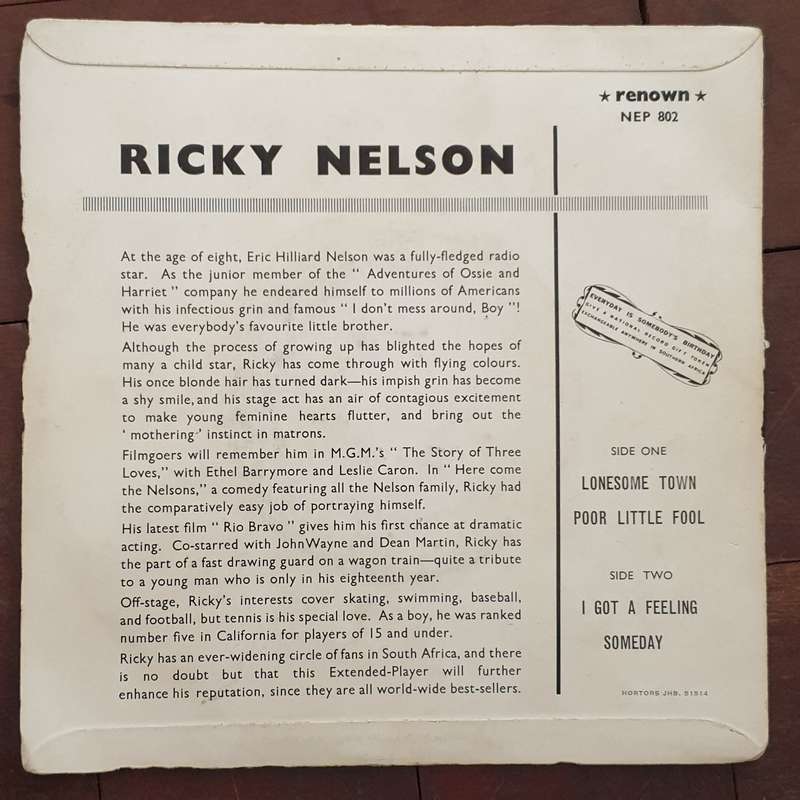 ★ renown ★
NEP 802
RICKY NELSON
At the age of eight, Eric Hilliard Nelson was a fully-fledged radio
star. As the junior member of the “ Adventures of Ossie and
Harriet ” company he endeared himself to millions of Americans
with his infectious grin and famous “ I don't mess around, Boy ”!
He was everybody's favourite little brother.
Although the process of growing up has blighted the hopes of
many a child star, Ricky has come through with flying colours.
His once blonde hair has turned dark—his impish grin has become
a shy smile, and his stage act has an air of contagious excitement
to make young feminine hearts flutter, and bring out the
‘ mothering ’ instinct in matrons.
Filmgoers will remember him in M.G.M.'s “ The Story of Three
Loves,” with Ethel Barrymore and Leslie Caron. In “ Here come
the Nelsons,” a comedy featuring all the Nelson family, Ricky had
the comparatively easy job of portraying himself.
His latest film “ Rio Bravo ” gives him his first chance at dramatic
acting. Co-starred with John Wayne and Dean Martin, Ricky has
the part of a fast drawing guard on a wagon train—quite a tribute
to a young man who is only in his eighteenth year.
Off-stage, Ricky's interests cover skating, swimming, baseball,
and football, but tennis is his special love. As a boy, he was ranked
number five in California for players of 15 and under.
Ricky has an ever-widening circle of fans in South Africa, and there
is no doubt but that this Extended-Player will further
enhance his reputation, since they are all world-wide best-sellers.
EVERYDAY IS SOMEBODY'S BIRTHDAY
GIVE A NATIONAL RECORD GIFT TOKEN
EXCHANGEABLE ANYWHERE IN SOUTHERN AFRICA
SIDE ONE
LONESOME TOWN
POOR LITTLE FOOL
SIDE TWO
I GOT A FEELING
SOMEDAY
HORTORS JHB. 51514